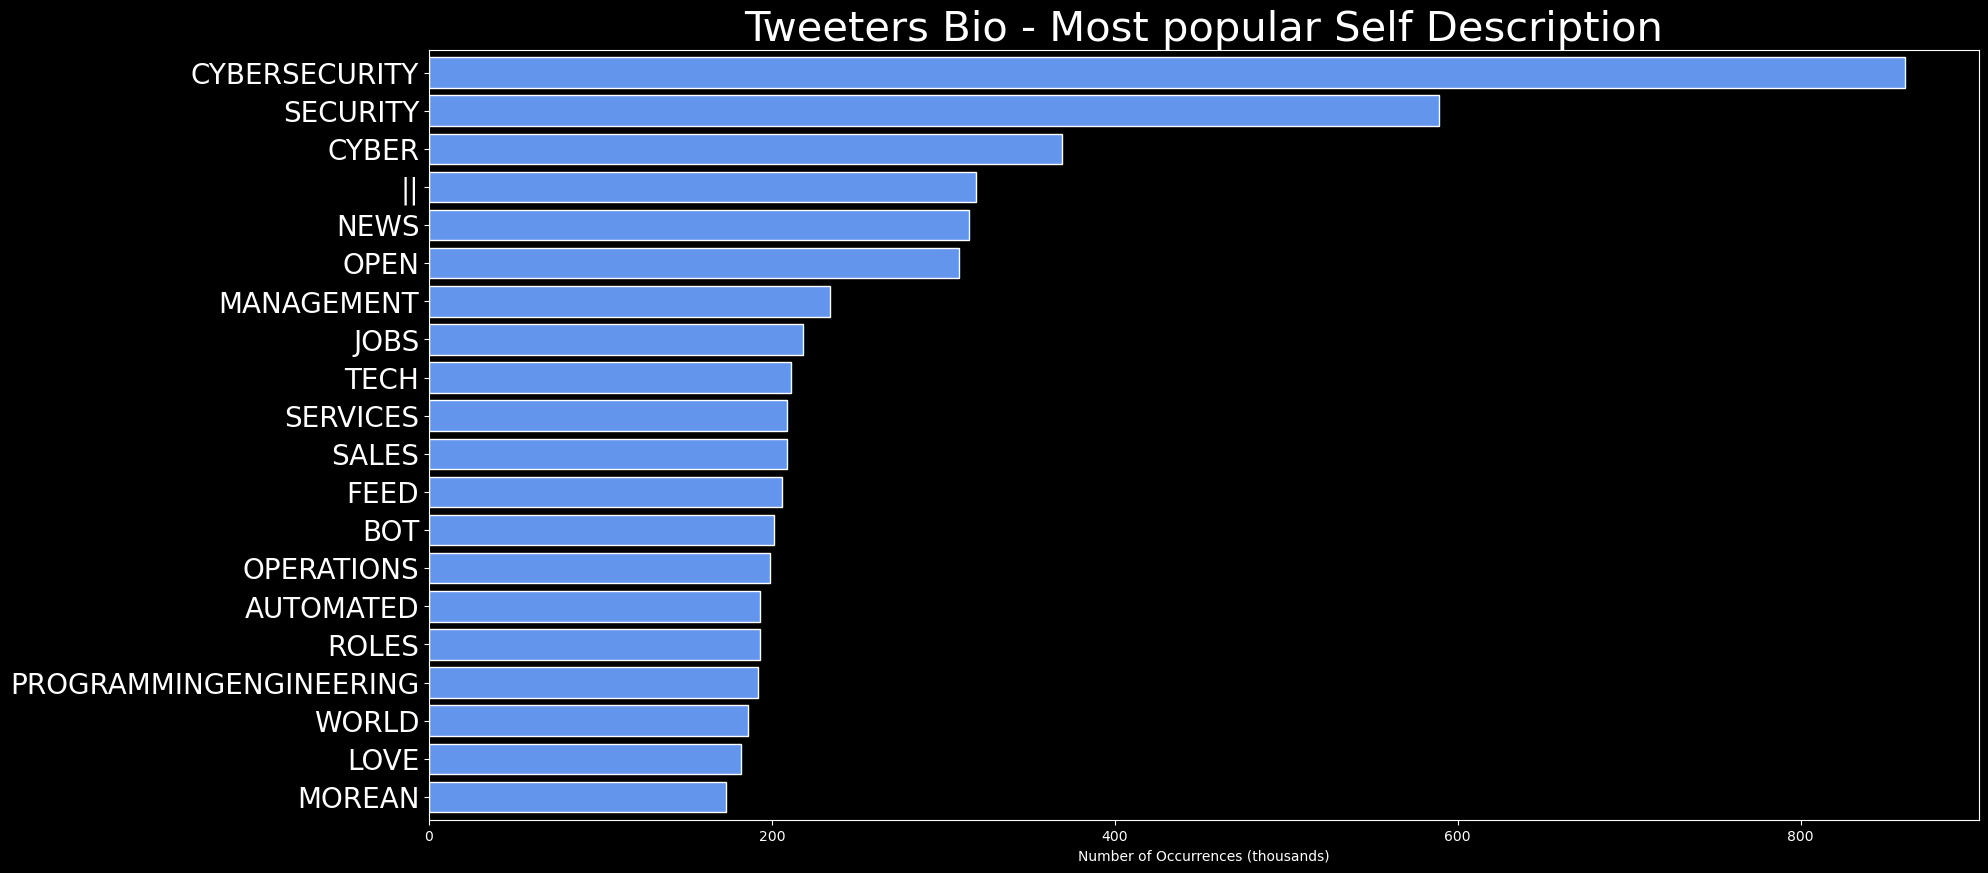 Tweeters Bio - Most popular Self Description
CYBERSECURITY
SECURITY
CYBER
||
NEWS
OPEN
MANAGEMENT
JOBS
TECH
SERVICES
SALES
FEED
BOT
OPERATIONS
AUTOMATED
ROLES
PROGRAMMINGENGINEERING
WORLD
LOVE
MOREAN
0 200 400 600 800
Number of Occurrences (thousands)